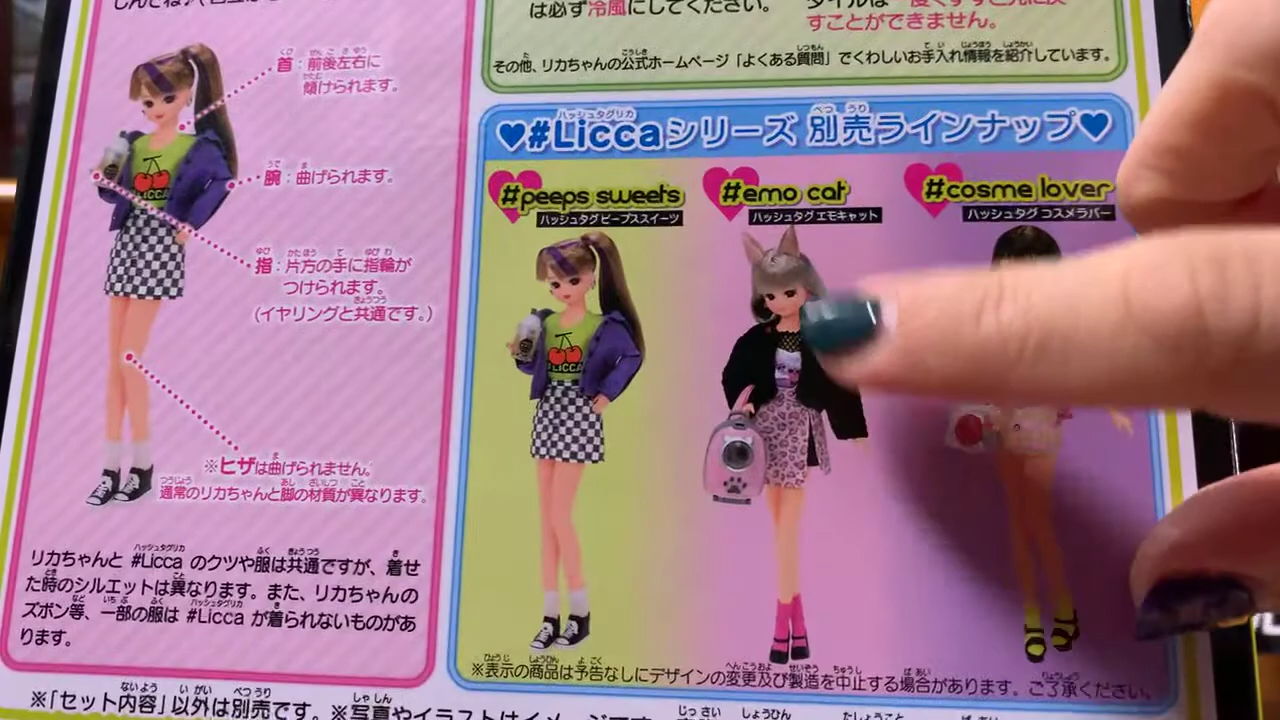 首：前後左右に
傾けられます。
腕：曲げられます。
指：片方の手に指輪が
つけられます。
(イヤリングと共通です。)
※ヒザは曲げられません。
通常のリカちゃんと脚の材質が異なります。
リカちゃんと #Licca のクツや服は共通ですが、着せ
た時のシルエットは異なります。また、リカちゃんの
ズボン等、一部の服は #Licca が着られないものがあ
ります。
は必ず冷風にしてください。
すことができません。
その他、リカちゃんの公式ホームページ「よくある質問」でくわしいお手入れ情報を紹介しています。
#Liccaシリーズ 別売ラインナップ
#peeps sweets
ハッシュタグ ピープススイーツ
#emo cat
ハッシュタグ エモキャット
#cosme lover
ハッシュタグ コスメラバー
LICCA
LICCA
※表示の商品は予告なしにデザインの変更及び製造を中止する場合があります。ご了承ください。
※「セット内容」以外は別売です。